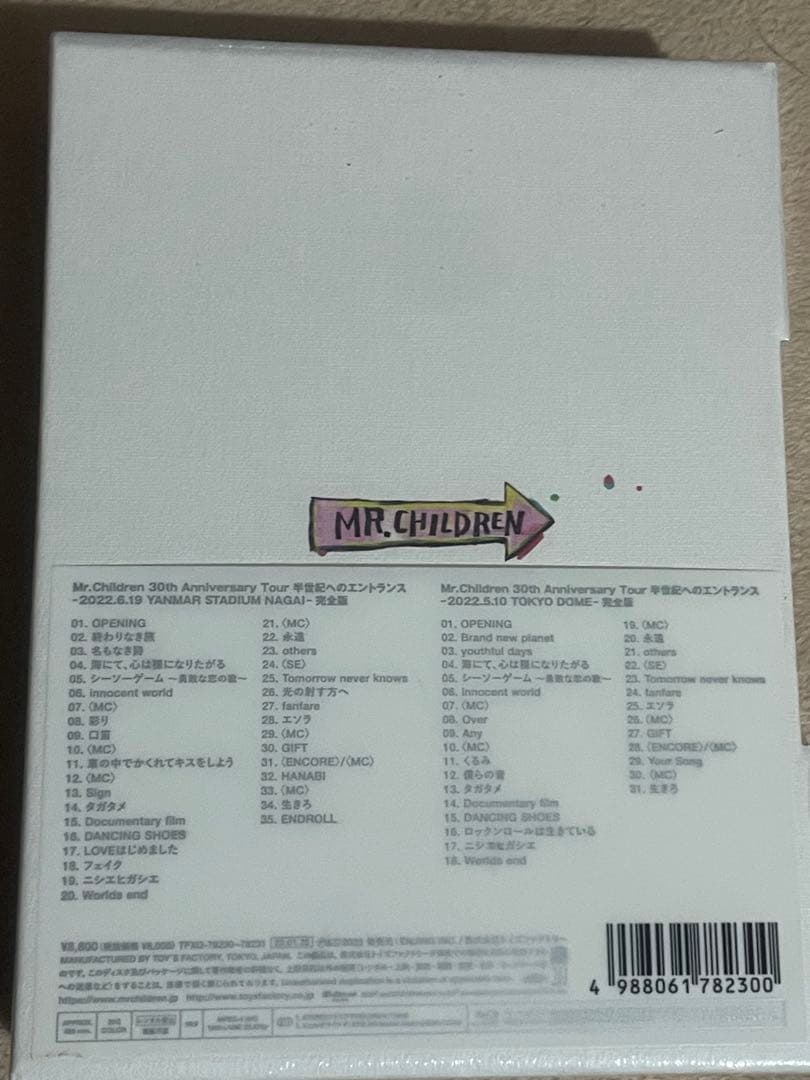 MR.CHILDREN
Mr.Children 30th Anniversary Tour 半世紀へのエントランス
-2022.6.19 YANMAR STADIUM NAGAI- 完全版
01. OPENING
02. 終わりなき旅
03. 名もなき詩
04. 海にて、心は裸になりたがる
05. シーソーゲーム ～勇敢な恋の歌～
06. innocent world
07. 〈MC〉
08. 彩り
09. 口笛
10. 〈MC〉
11. 車の中でかくれてキスをしよう
12. 〈MC〉
13. Sign
14. タガタメ
15. Documentary film
16. DANCING SHOES
17. LOVEはじめました
18. フェイク
19. ニシエヒガシエ
20. Worlds end
21. 〈MC〉
22. 永遠
23. others
24. 〈SE〉
25. Tomorrow never knows
26. 光の射す方へ
27. fanfare
28. エソラ
29. 〈MC〉
30. GIFT
31. 〈ENCORE〉/〈MC〉
32. HANABI
33. 〈MC〉
34. 生きろ
35. ENDROLL
Mr.Children 30th Anniversary Tour 半世紀へのエントランス
-2022.5.10 TOKYO DOME- 完全版
01. OPENING
02. Brand new planet
03. youthful days
04. 海にて、心は裸になりたがる
05. シーソーゲーム ～勇敢な恋の歌～
06. innocent world
07. 〈MC〉
08. Over
09. Any
10. 〈MC〉
11. くるみ
12. 僕らの音
13. タガタメ
14. Documentary film
15. DANCING SHOES
16. ロックンロールは生きている
17. ニシエヒガシエ
18. Worlds end
19. 〈MC〉
20. 永遠
21. others
22. 〈SE〉
23. Tomorrow never knows
24. fanfare
25. エソラ
26. 〈MC〉
27. GIFT
28. 〈ENCORE〉/〈MC〉
29. Your Song
30. 〈MC〉
31. 生きろ
¥8,800 (税抜価格 ¥8,000) TFXQ-78230~78231
MANUFACTURED BY TOY'S FACTORY, TOKYO, JAPAN.
https://www.mrchildren.jp http://www.toysfactory.co.jp
4 988061 782300